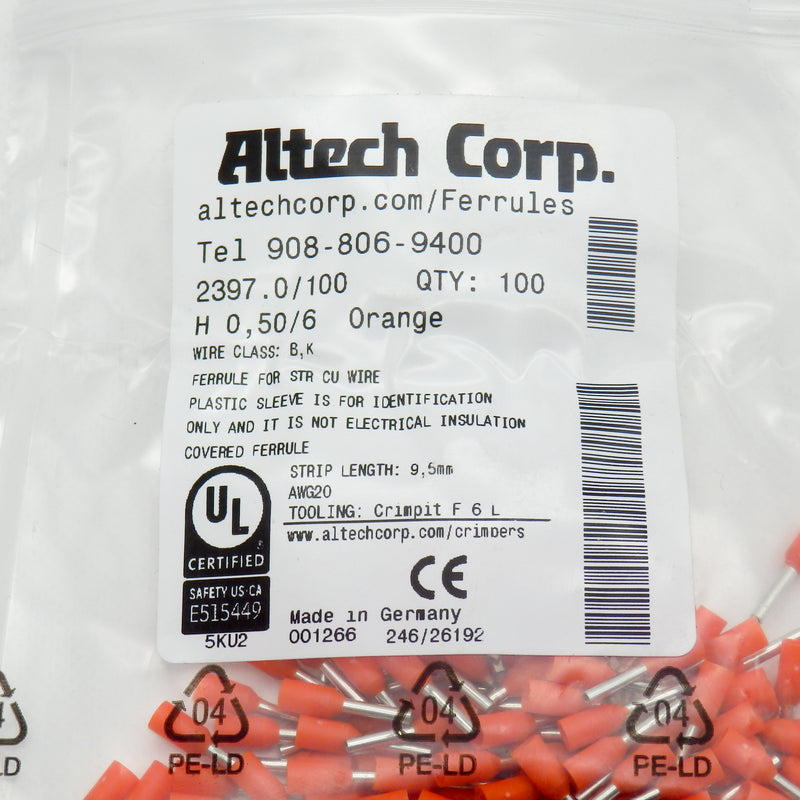 Altech Corp.
altechcorp.com/Ferrules
Tel 908-806-9400
2397.0/100 QTY: 100
H 0,50/6 Orange
WIRE CLASS: B,K
FERRULE FOR STR CU WIRE
PLASTIC SLEEVE IS FOR IDENTIFICATION
ONLY AND IT IS NOT ELECTRICAL INSULATION
COVERED FERRULE
STRIP LENGTH: 9,5mm
AWG20
TOOLING: Crimpit F 6 L
www.altechcorp.com/crimpers
UL
®
CERTIFIED
SAFETY US-CA
E515449
5KU2
CE
Made in Germany
001266 246/26192
4 04 04 04
LD PE-LD PE-LD PE-LD